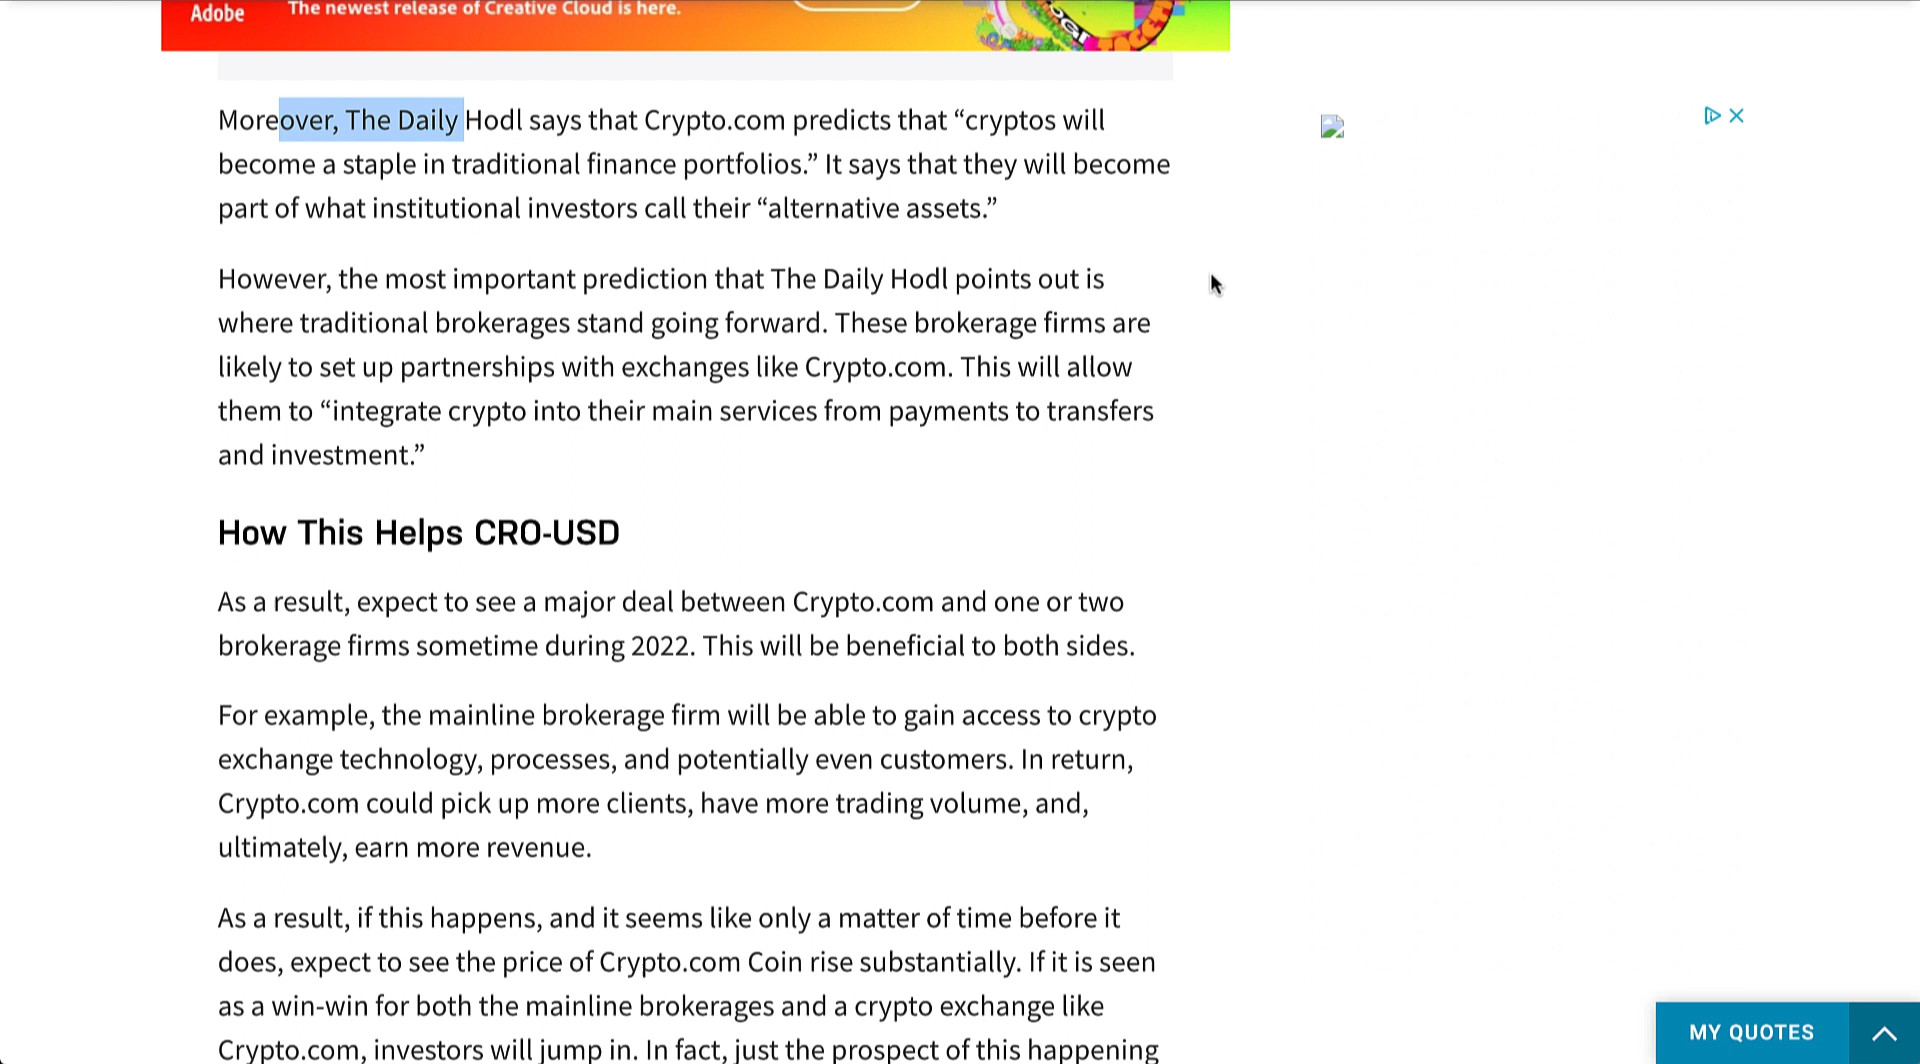 Adobe
The newest release of Creative Cloud is here.
Moreover, The Daily Hodl says that Crypto.com predicts that “cryptos will
become a staple in traditional finance portfolios.” It says that they will become
part of what institutional investors call their “alternative assets.”
However, the most important prediction that The Daily Hodl points out is
where traditional brokerages stand going forward. These brokerage firms are
likely to set up partnerships with exchanges like Crypto.com. This will allow
them to “integrate crypto into their main services from payments to transfers
and investment.”
How This Helps CRO-USD
As a result, expect to see a major deal between Crypto.com and one or two
brokerage firms sometime during 2022. This will be beneficial to both sides.
For example, the mainline brokerage firm will be able to gain access to crypto
exchange technology, processes, and potentially even customers. In return,
Crypto.com could pick up more clients, have more trading volume, and,
ultimately, earn more revenue.
As a result, if this happens, and it seems like only a matter of time before it
does, expect to see the price of Crypto.com Coin rise substantially. If it is seen
as a win-win for both the mainline brokerages and a crypto exchange like
Crypto.com, investors will jump in. In fact, just the prospect of this happening
MY QUOTES